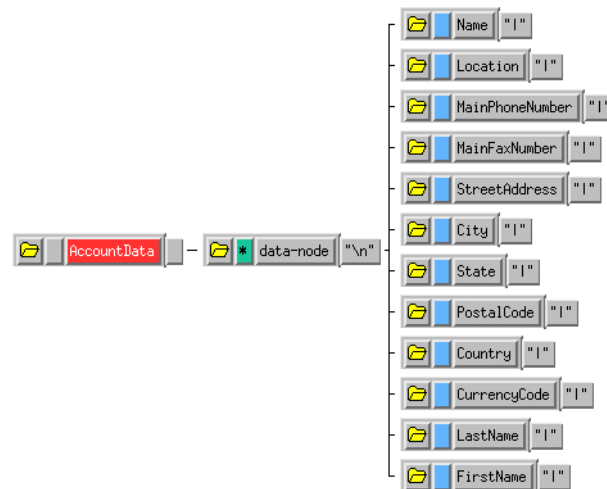 Name "|"
Location "|"
MainPhoneNumber "|"
MainFaxNumber "|"
StreetAddress "|"
AccountData * data-node "\n" City "|"
State "|"
PostalCode "|"
Country "|"
CurrencyCode "|"
LastName "|"
FirstName "|"